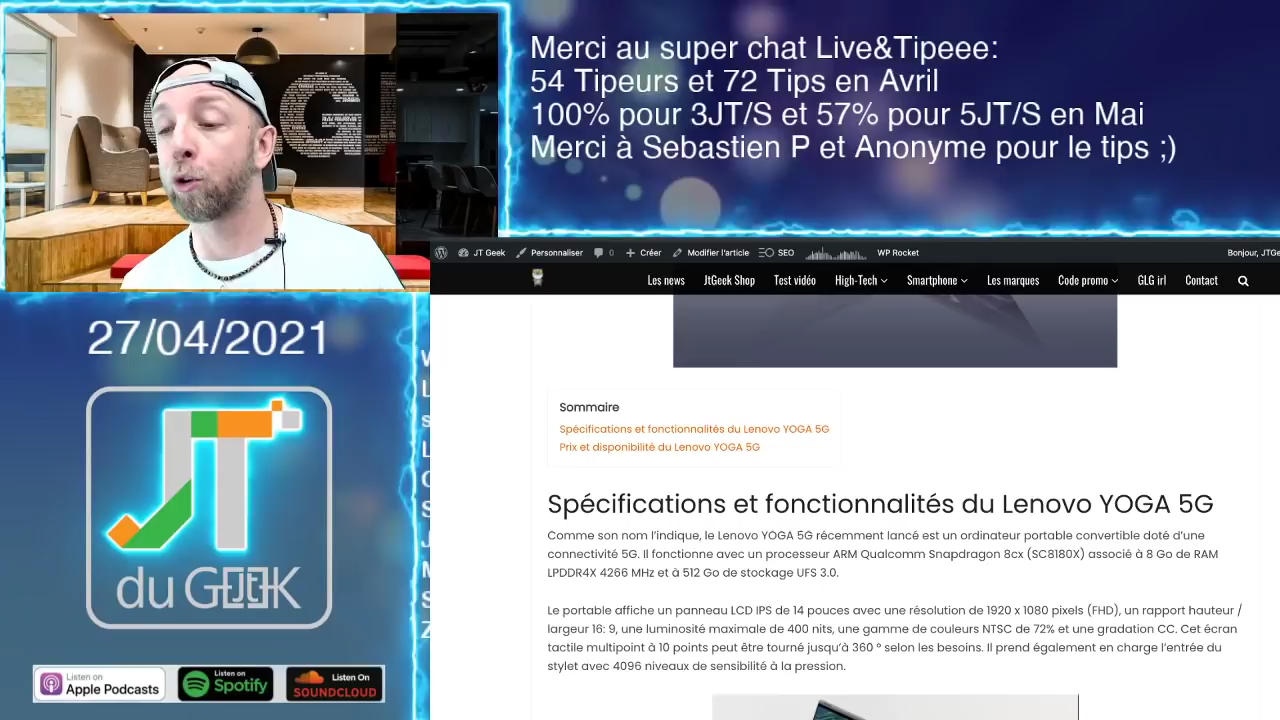 Merci au super chat Live&Tipeee:
54 Tipeurs et 72 Tips en Avril
100% pour 3JT/S et 57% pour 5JT/S en Mai
Merci à Sebastien P et Anonyme pour le tips ;)
JT Geek Personnaliser 0 Créer Modifier l'article SEO WP Rocket Bonjour, JTGe
Les news JtGeek Shop Test vidéo High-Tech Smartphone Les marques Code promo GLG irl Contact
27/04/2021
du GEEK
Listen on
Apple Podcasts
Listen on
Spotify
Listen On
SOUNDCLOUD
Sommaire
Spécifications et fonctionnalités du Lenovo YOGA 5G
Prix et disponibilité du Lenovo YOGA 5G
Spécifications et fonctionnalités du Lenovo YOGA 5G
Comme son nom l'indique, le Lenovo YOGA 5G récemment lancé est un ordinateur portable convertible doté d'une
connectivité 5G. Il fonctionne avec un processeur ARM Qualcomm Snapdragon 8cx (SC8180X) associé à 8 Go de RAM
LPDDR4X 4266 MHz et à 512 Go de stockage UFS 3.0.
Le portable affiche un panneau LCD IPS de 14 pouces avec une résolution de 1920 x 1080 pixels (FHD), un rapport hauteur /
largeur 16: 9, une luminosité maximale de 400 nits, une gamme de couleurs NTSC de 72% et une gradation CC. Cet écran
tactile multipoint à 10 points peut être tourné jusqu'à 360 ° selon les besoins. Il prend également en charge l'entrée du
stylet avec 4096 niveaux de sensibilité à la pression.